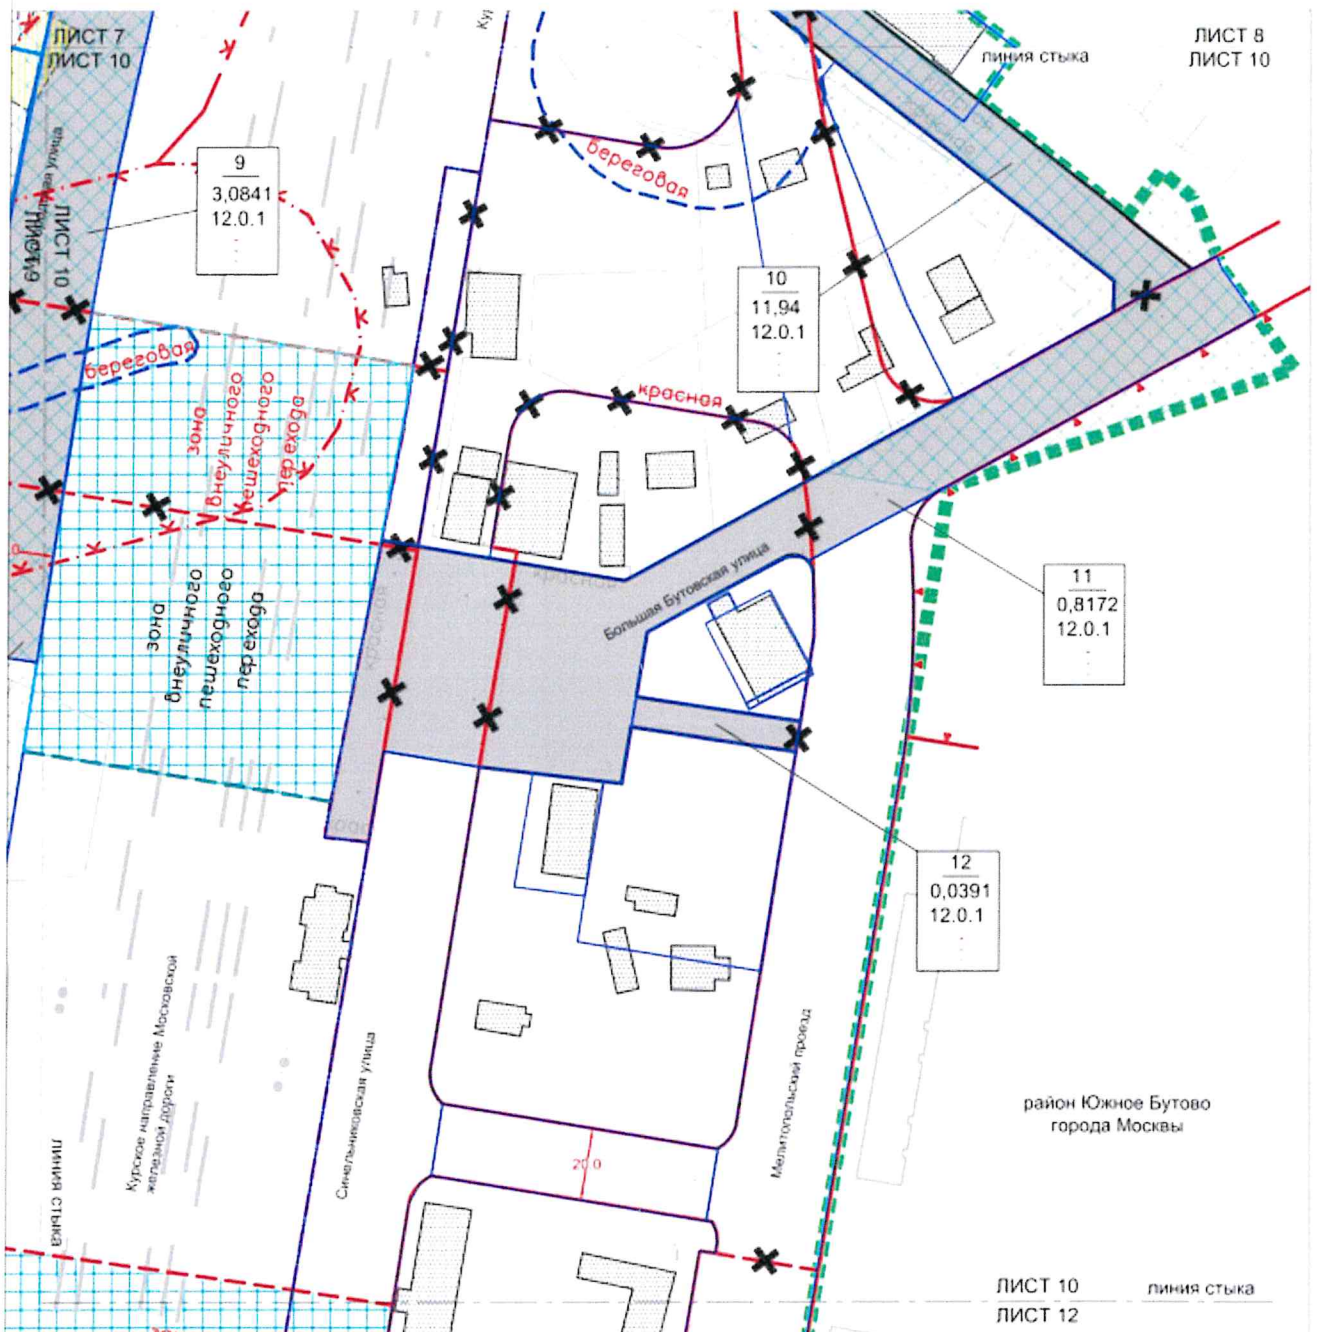 ЛИСТ 7
ЛИСТ 10
ЛИСТ 8
ЛИСТ 10
линия стыка
9
3,0841
12.0.1
ЛИСТ 10
береговая
10
11,94
12.0.1
береговая
красная
зона
внеуличного
пешеходного
перехода
зона
внеуличного
пешеходного
перехода
красная
красная
Большая Бутовская улица
11
0,8172
12.0.1
12
0,0391
12.0.1
Курское направление Московской
железной дороги
Синельниковская улица
Мелитопольский проезд
20.0
район Южное Бутово
города Москвы
линия стыка
ЛИСТ 10
линия стыка
ЛИСТ 12